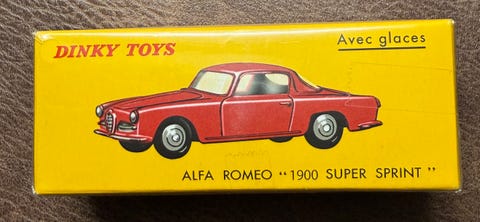 DINKY TOYS
Avec glaces
ALFA ROMEO "1900 SUPER SPRINT"